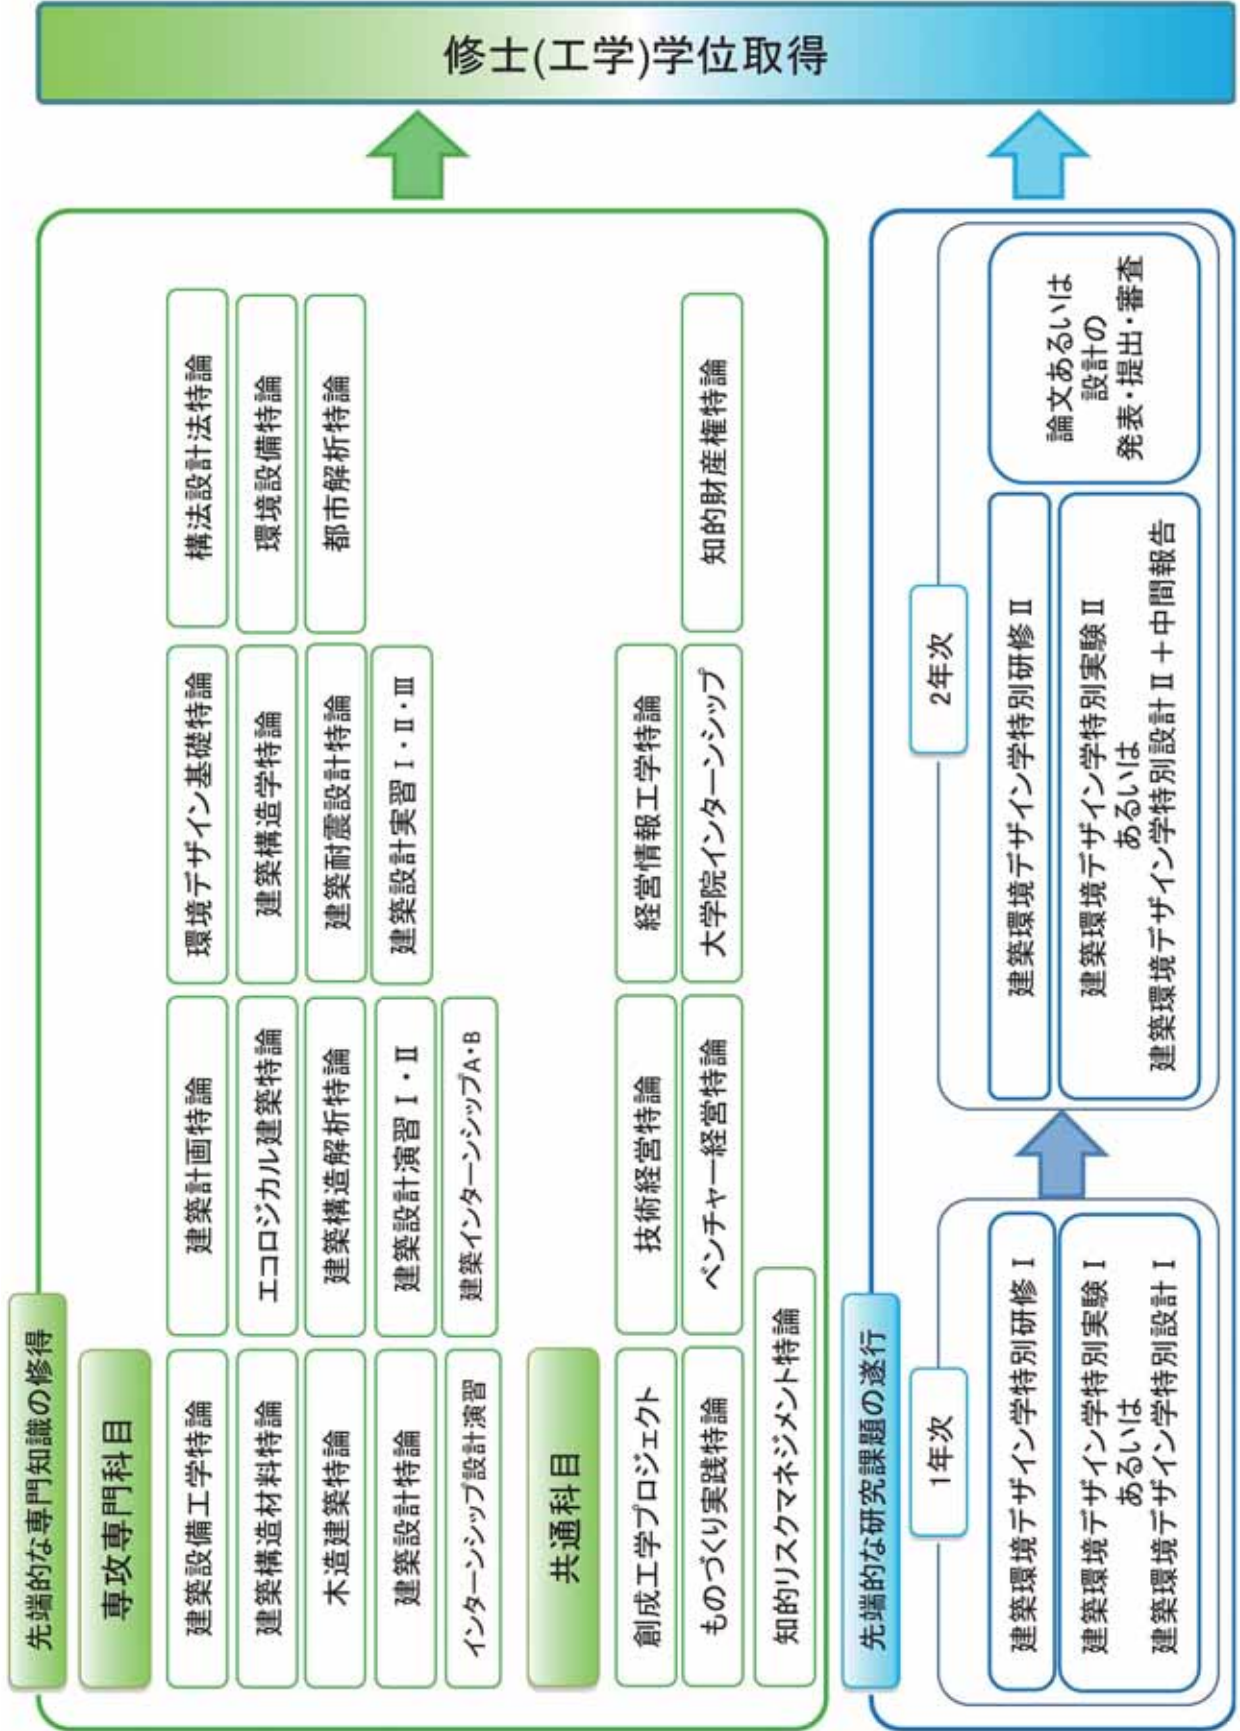 修士(工学)学位取得
先端的な専門知識の修得
専攻専門科目
建築設備工学特論
建築計画特論
環境デザイン基礎特論
構法設計法特論
建築構造材料特論
エコロジカル建築特論
建築構造学特論
環境設備特論
木造建築特論
建築構造解析特論
建築耐震設計特論
都市解析特論
建築設計特論
建築設計演習Ⅰ・Ⅱ
建築設計実習Ⅰ・Ⅱ・Ⅲ
インターンシップ設計演習
建築インターンシップA・B
共通科目
創成工学プロジェクト
技術経営特論
経営情報工学特論
ものづくり実践特論
ベンチャー経営特論
大学院インターンシップ
知的財産権特論
知的リスクマネジメント特論
先端的な研究課題の遂行
1年次
建築環境デザイン学特別研修Ⅰ
建築環境デザイン学特別実験Ⅰ
あるいは
建築環境デザイン学特別設計Ⅰ
2年次
建築環境デザイン学特別研修Ⅱ
建築環境デザイン学特別実験Ⅱ
あるいは
建築環境デザイン学特別設計Ⅱ＋中間報告
論文あるいは
設計の
発表・提出・審査